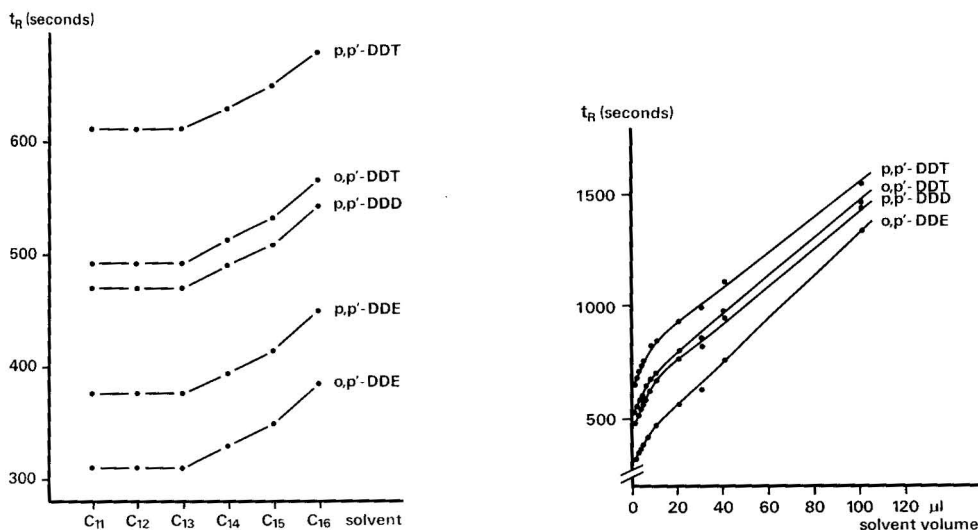 t_R (seconds)
600
500
400
300
p,p'-DDT
o,p'-DDT
p,p'-DDD
p,p'-DDE
o,p'-DDE
C₁₁ C₁₂ C₁₃ C₁₄ C₁₅ C₁₆ solvent
t_R (seconds)
1500
1000
500
p,p'-DDT
o,p'-DDT
p,p'-DDD
o,p'-DDE
0 20 40 60 80 100 120 µl
solvent volume